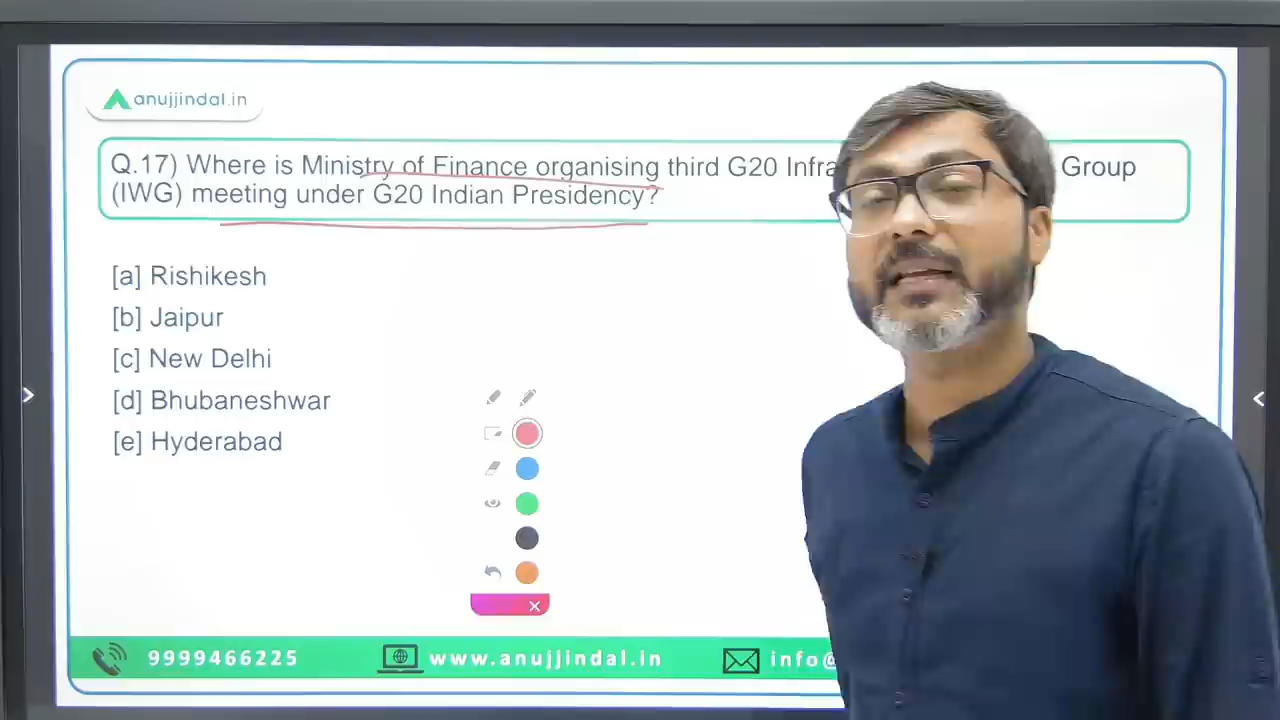 anujjindal.in
Q.17) Where is Ministry of Finance organising third G20 Infra Group
(IWG) meeting under G20 Indian Presidency?
[a] Rishikesh
[b] Jaipur
[c] New Delhi
[d] Bhubaneshwar
[e] Hyderabad
9999466225 www.anujjindal.in info@